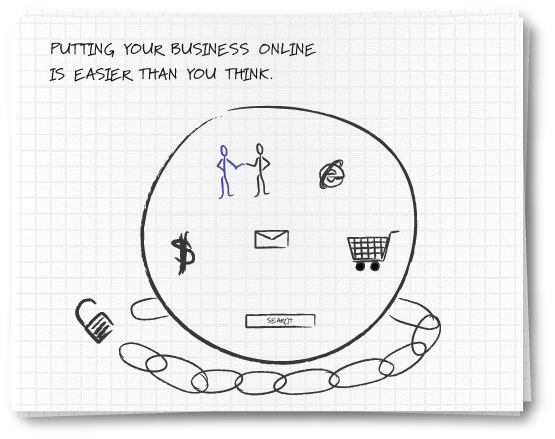 PUTTING YOUR BUSINESS ONLINE
IS EASIER THAN YOU THINK.
$
SEARCH